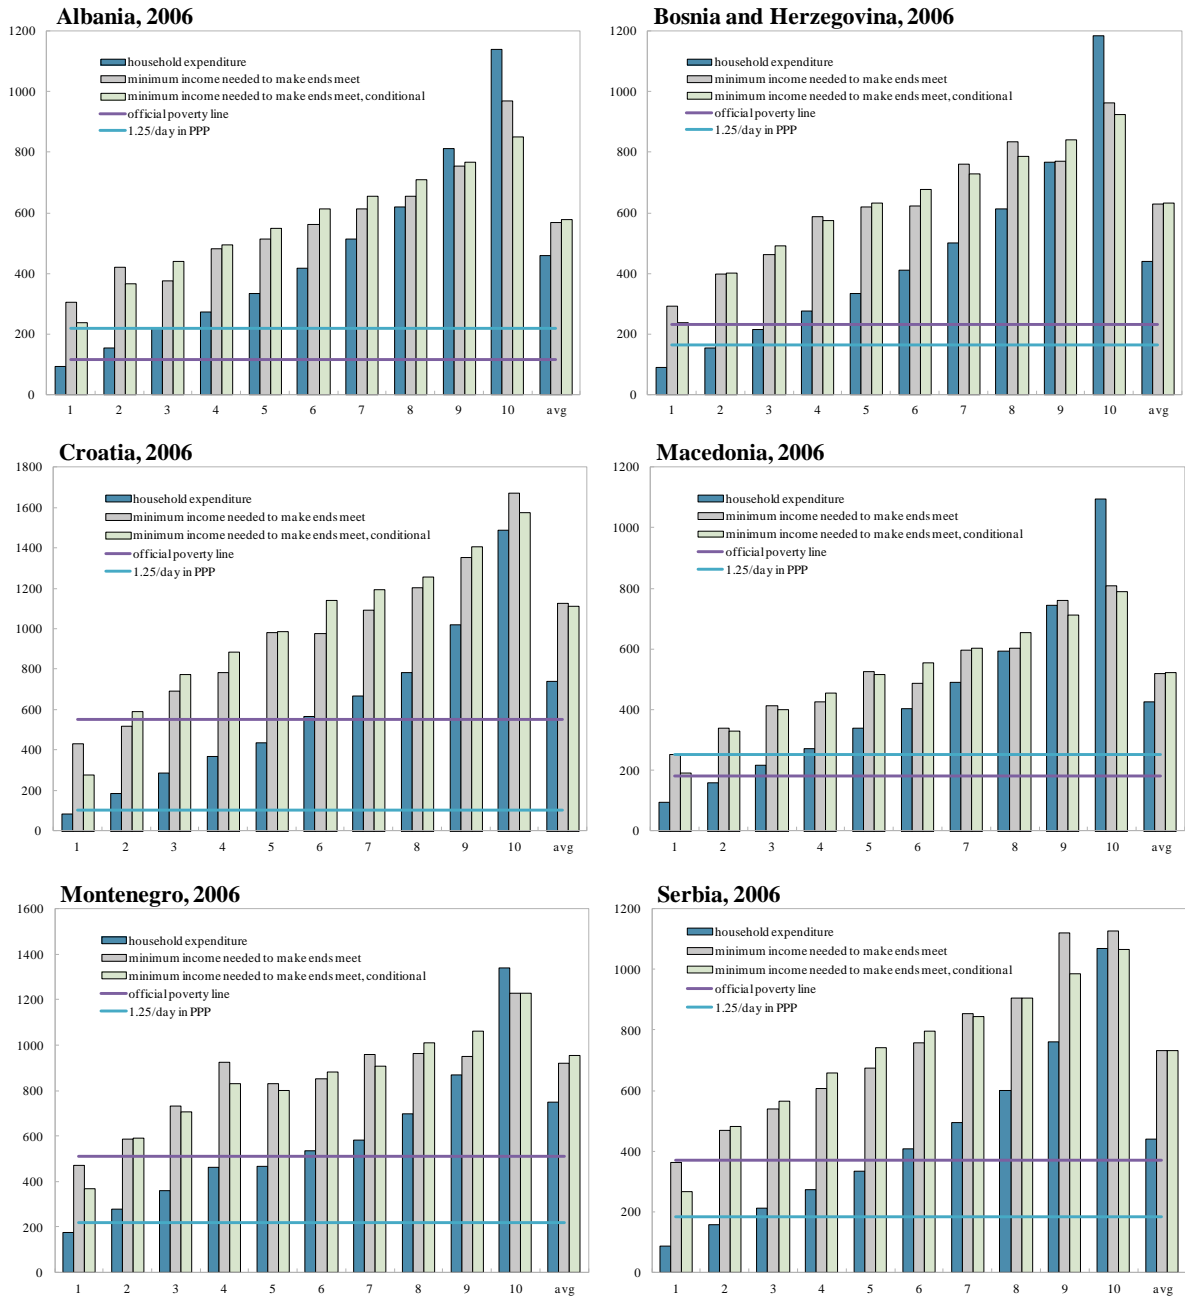 Albania, 2006
1200
1000
800
600
400
200
0
household expenditure
minimum income needed to make ends meet
minimum income needed to make ends meet, conditional
official poverty line
1.25/day in PPP
1 2 3 4 5 6 7 8 9 10 avg
Bosnia and Herzegovina, 2006
1200
1000
800
600
400
200
0
household expenditure
minimum income needed to make ends meet
minimum income needed to make ends meet, conditional
official poverty line
1.25/day in PPP
1 2 3 4 5 6 7 8 9 10 avg
Croatia, 2006
1800
1600
1400
1200
1000
800
600
400
200
0
household expenditure
minimum income needed to make ends meet
minimum income needed to make ends meet, conditional
official poverty line
1.25/day in PPP
1 2 3 4 5 6 7 8 9 10 avg
Macedonia, 2006
1200
1000
800
600
400
200
0
household expenditure
minimum income needed to make ends meet
minimum income needed to make ends meet, conditional
official poverty line
1.25/day in PPP
1 2 3 4 5 6 7 8 9 10 avg
Montenegro, 2006
1600
1400
1200
1000
800
600
400
200
0
household expenditure
minimum income needed to make ends meet
minimum income needed to make ends meet, conditional
official poverty line
1.25/day in PPP
1 2 3 4 5 6 7 8 9 10 avg
Serbia, 2006
1200
1000
800
600
400
200
0
household expenditure
minimum income needed to make ends meet
minimum income needed to make ends meet, conditional
official poverty line
1.25/day in PPP
1 2 3 4 5 6 7 8 9 10 avg